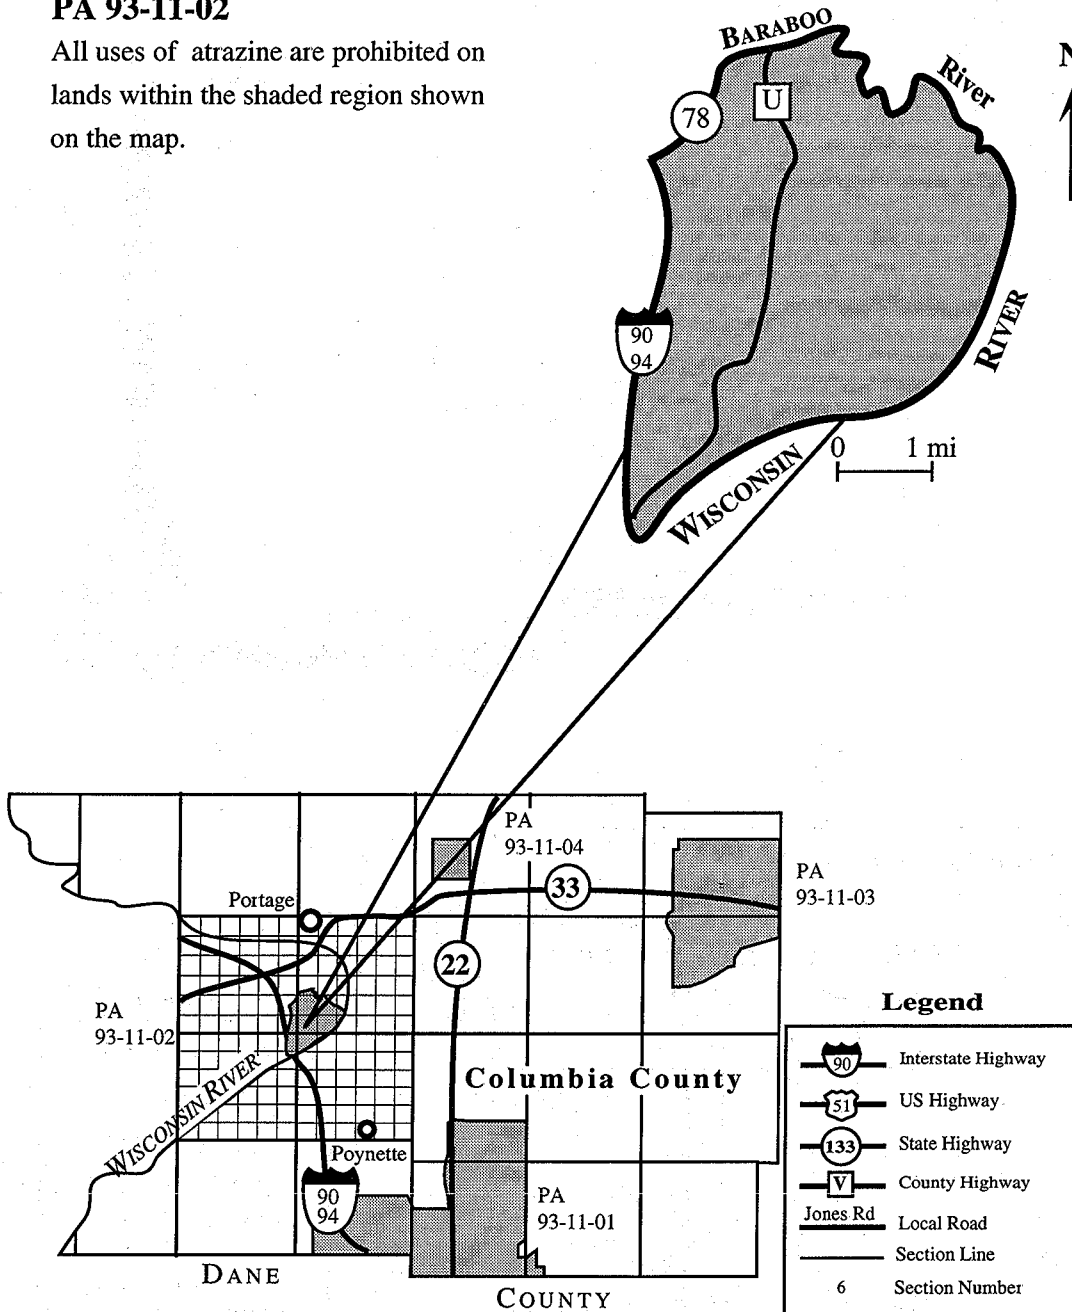 PA 93-11-02
All uses of atrazine are prohibited on
lands within the shaded region shown
on the map.
N
BARABOO
River
78
U
90
94
RIVER
WISCONSIN
0 1 mi
PA
93-11-04
33
PA
93-11-03
Portage
22
PA
93-11-02
WISCONSIN RIVER
Columbia County
Poynette
90
94
PA
93-11-01
DANE
COUNTY
Legend
90 Interstate Highway
51 US Highway
133 State Highway
V County Highway
Jones Rd Local Road
Section Line
6 Section Number